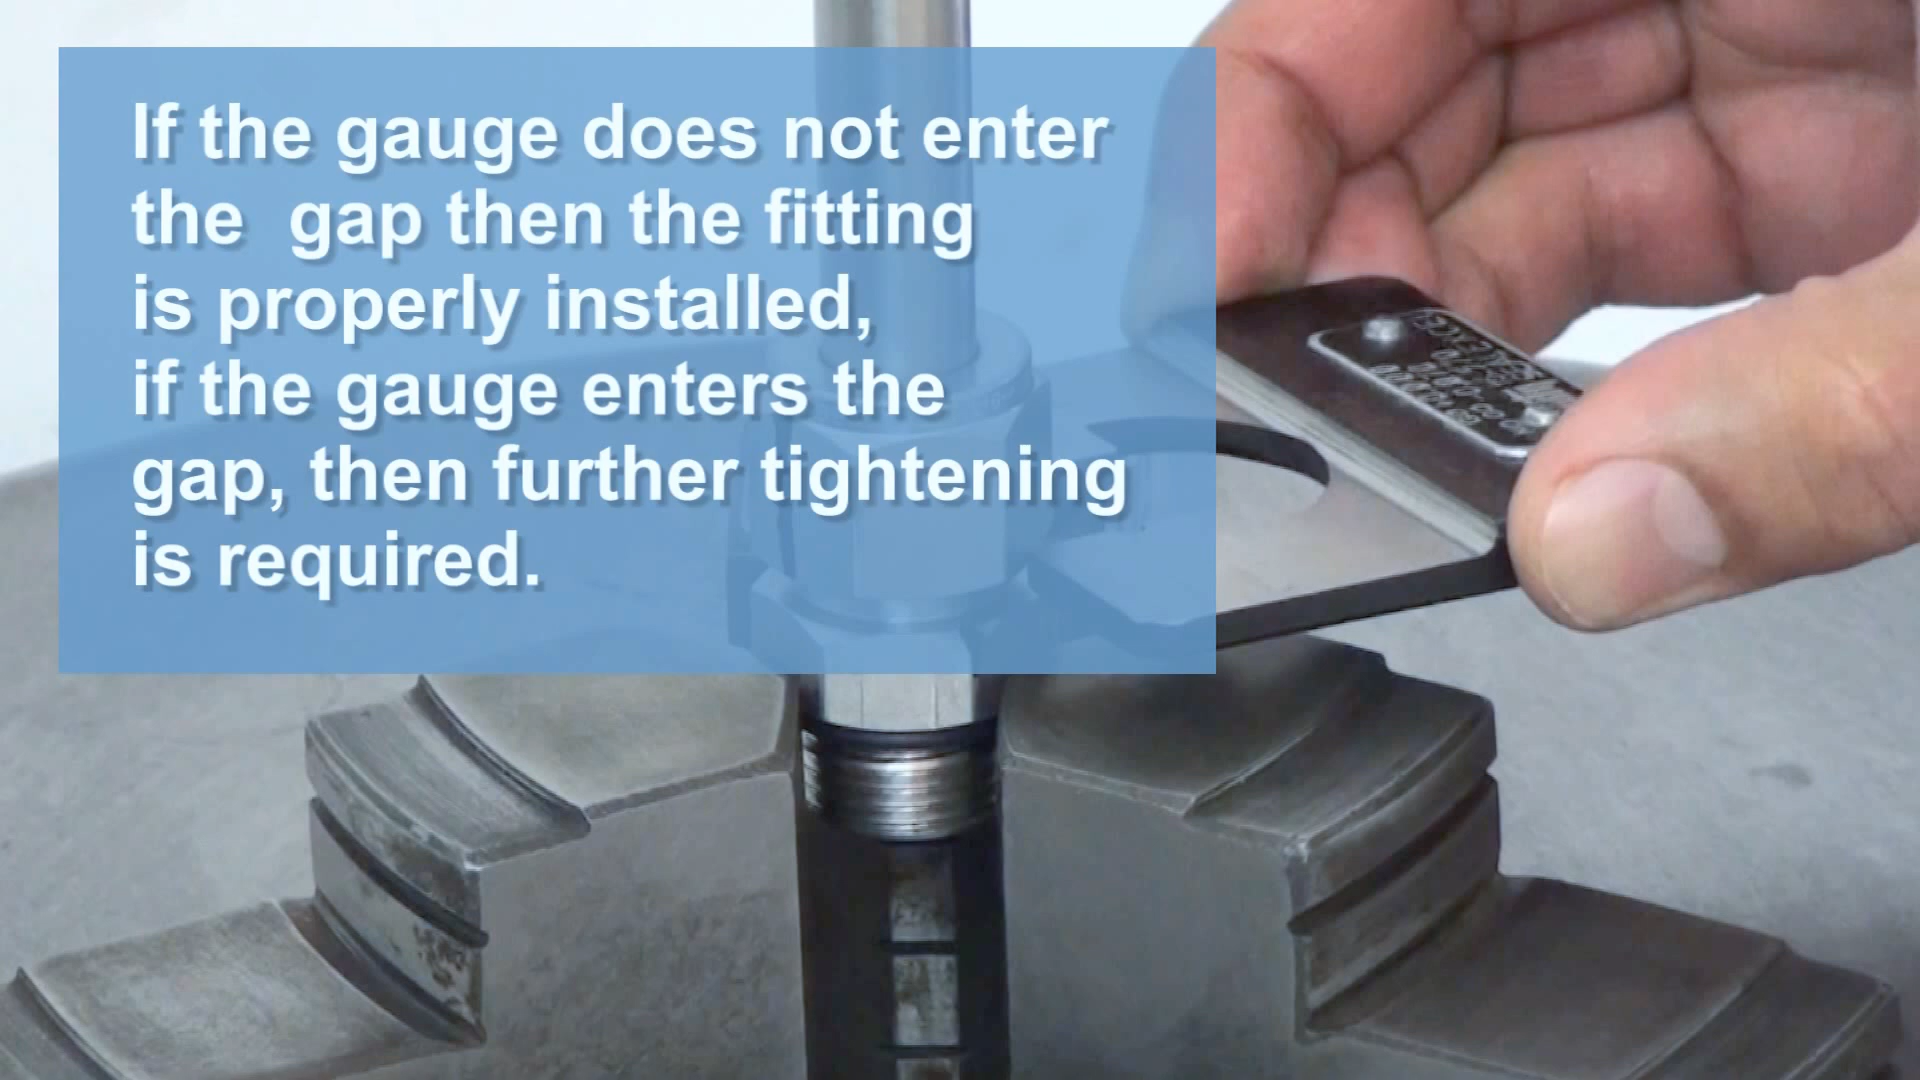 If the gauge does not enter
the  gap then the fitting
is properly installed,
if the gauge enters the
gap, then further tightening
is required.